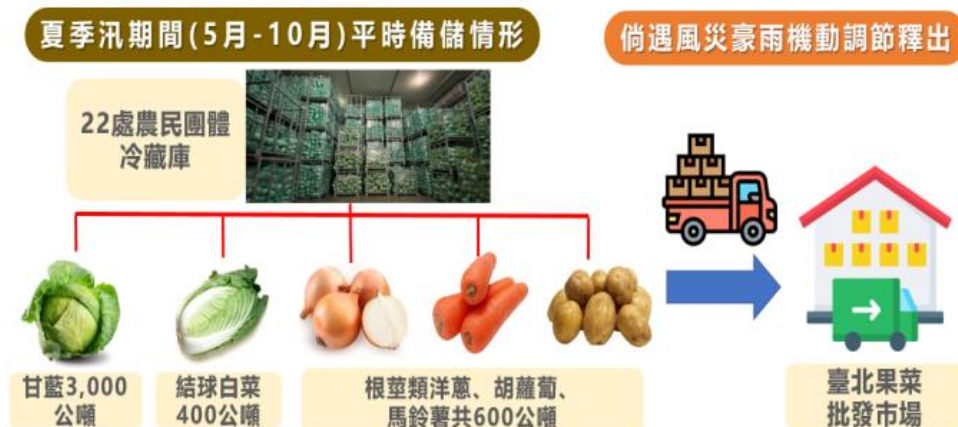 夏季汛期間(5月-10月)平時備儲情形
倘遇風災豪雨機動調節釋出
22處農民團體
冷藏庫
甘藍3,000
公噸
結球白菜
400公噸
根莖類洋蔥、胡蘿蔔、
馬鈴薯共600公噸
臺北果菜
批發市場